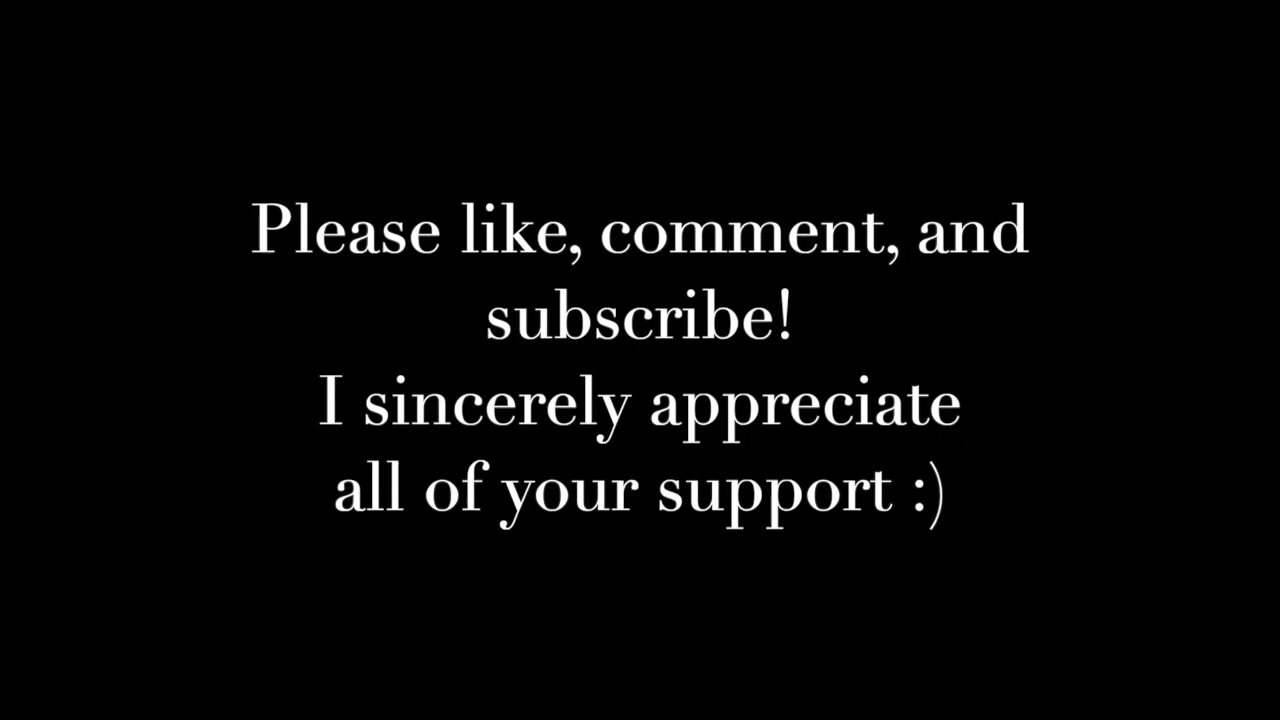 Please like, comment, and
subscribe!
I sincerely appreciate
all of your support :)